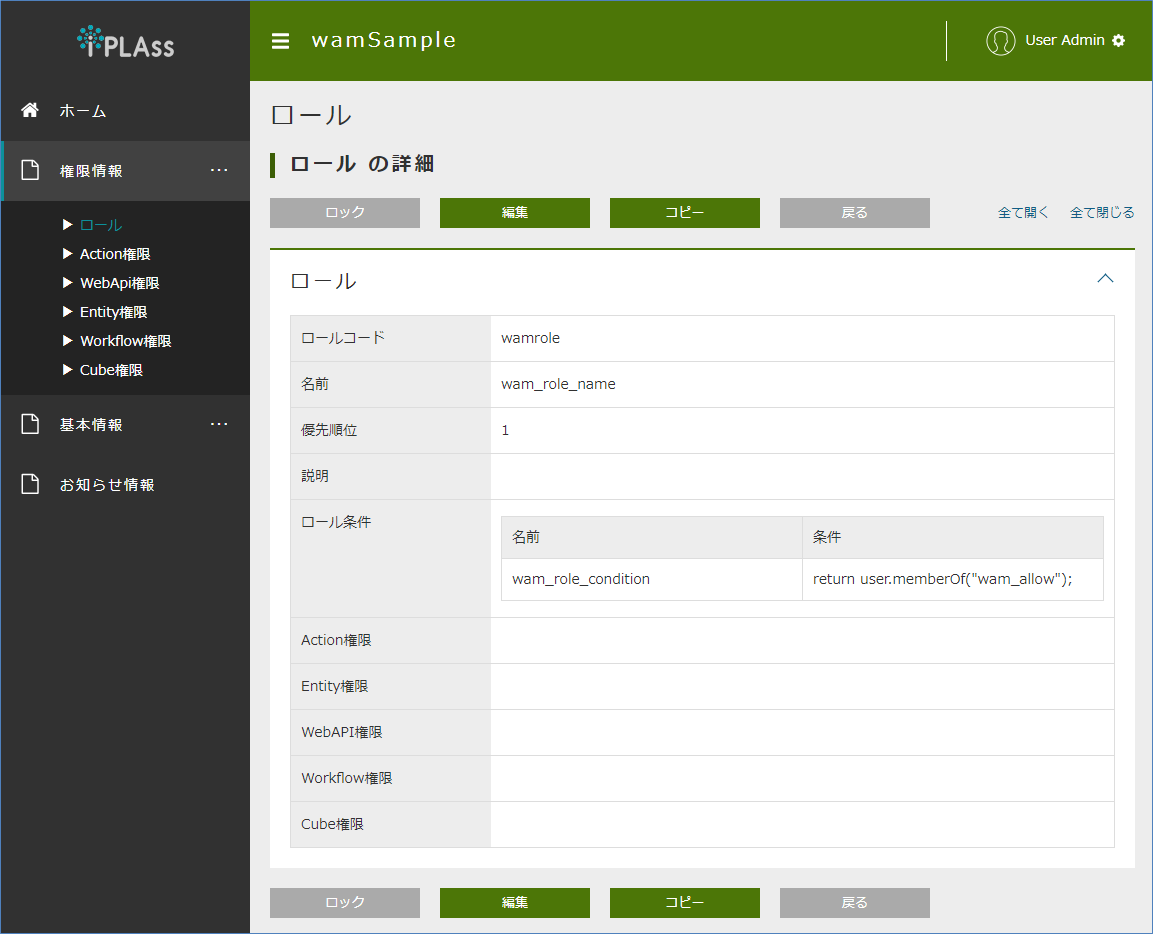 iPLAss
wamSample
User Admin
ホーム
権限情報 ...
ロール
Action権限
WebApi権限
Entity権限
Workflow権限
Cube権限
基本情報 ...
お知らせ情報
ロール
ロール の詳細
ロック 編集 コピー 戻る 全て開く 全て閉じる
ロール
ロールコード wamrole
名前 wam_role_name
優先順位 1
説明
ロール条件
名前 条件
wam_role_condition return user.memberOf("wam_allow");
Action権限
Entity権限
WebAPI権限
Workflow権限
Cube権限
ロック 編集 コピー 戻る